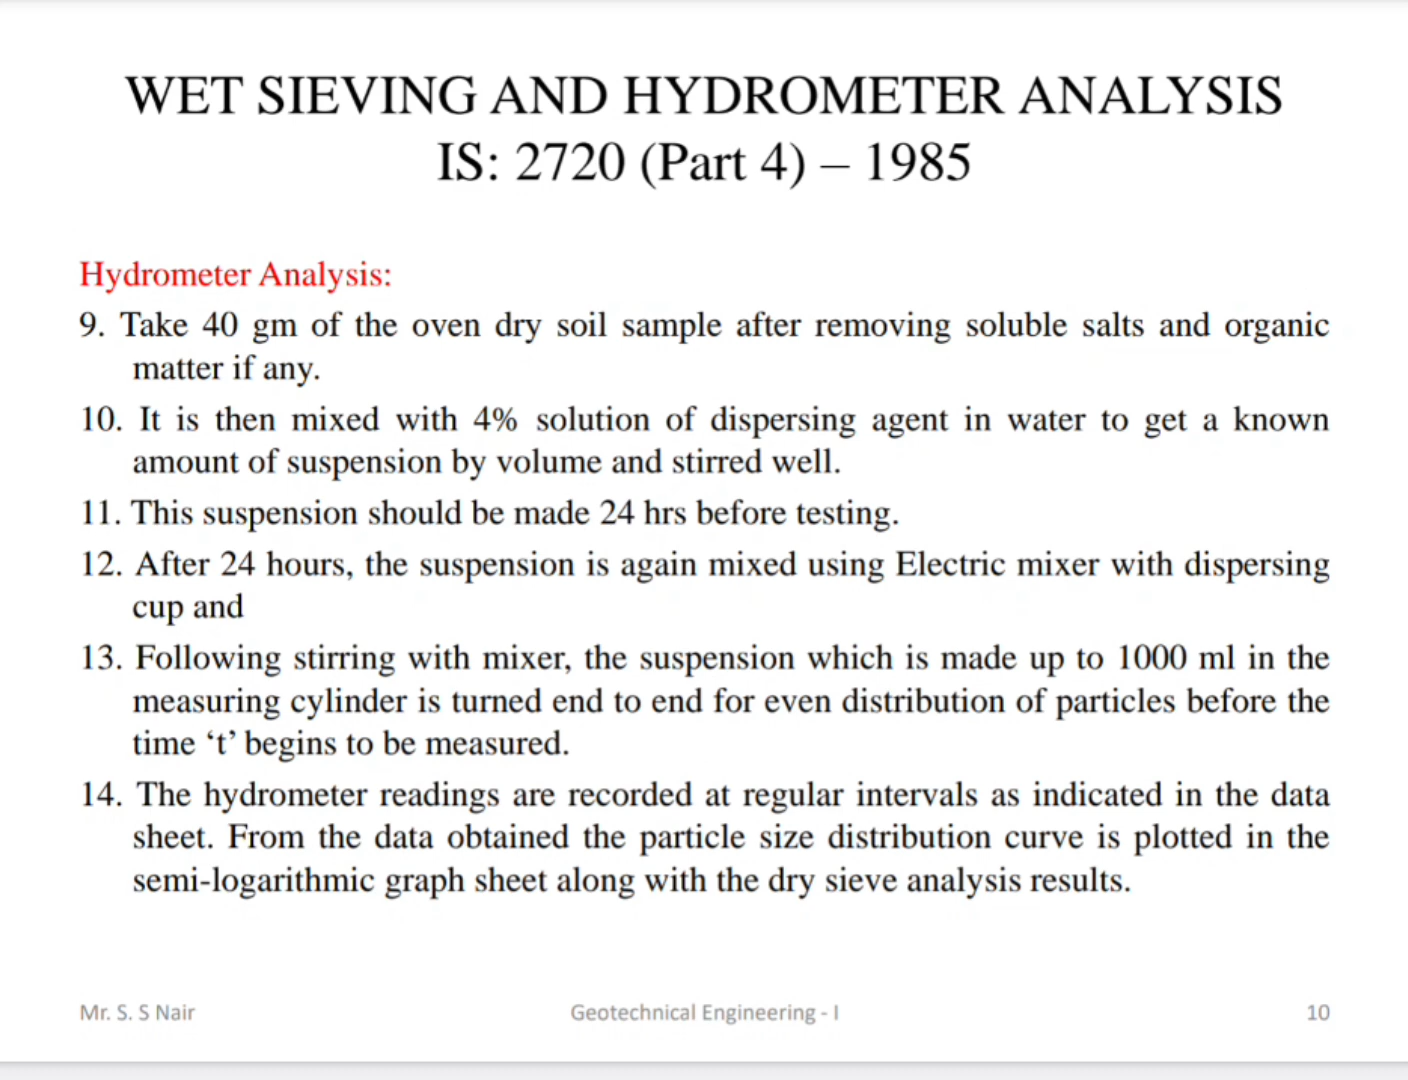 WET SIEVING AND HYDROMETER ANALYSIS
IS: 2720 (Part 4) – 1985
Hydrometer Analysis:
9. Take 40 gm of the oven dry soil sample after removing soluble salts and organic
matter if any.
10. It is then mixed with 4% solution of dispersing agent in water to get a known
amount of suspension by volume and stirred well.
11. This suspension should be made 24 hrs before testing.
12. After 24 hours, the suspension is again mixed using Electric mixer with dispersing
cup and
13. Following stirring with mixer, the suspension which is made up to 1000 ml in the
measuring cylinder is turned end to end for even distribution of particles before the
time ‘t’ begins to be measured.
14. The hydrometer readings are recorded at regular intervals as indicated in the data
sheet. From the data obtained the particle size distribution curve is plotted in the
semi-logarithmic graph sheet along with the dry sieve analysis results.
Mr. S. S Nair
Geotechnical Engineering - I
10